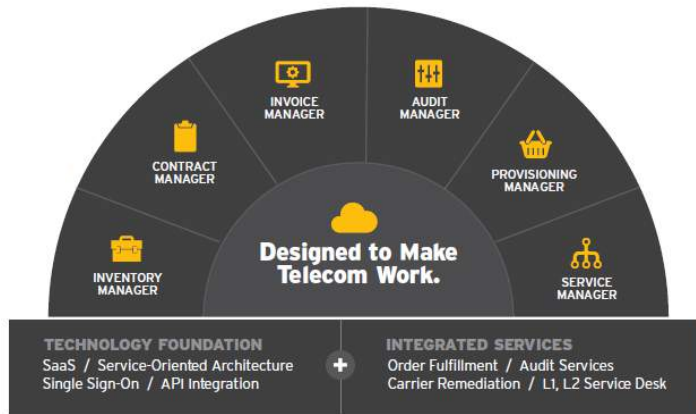 INVOICE
MANAGER
AUDIT
MANAGER
CONTRACT
MANAGER
PROVISIONING
MANAGER
INVENTORY
MANAGER
SERVICE
MANAGER
Designed to Make
Telecom Work.
TECHNOLOGY FOUNDATION
SaaS / Service-Oriented Architecture
Single Sign-On / API Integration
+
INTEGRATED SERVICES
Order Fulfillment / Audit Services
Carrier Remediation / L1, L2 Service Desk